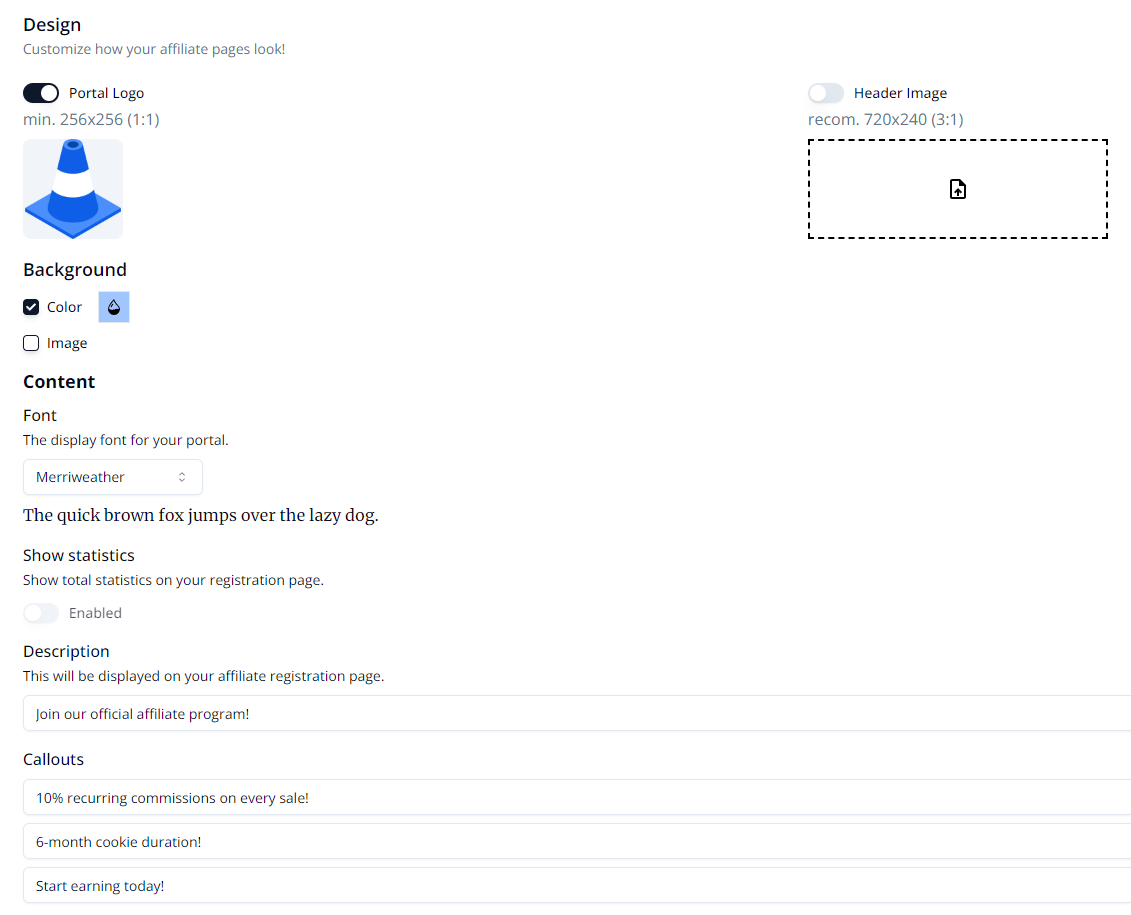 Design
Customize how your affiliate pages look!
Portal Logo
min. 256x256 (1:1)
Header Image
recom. 720x240 (3:1)
Background
Color
Image
Content
Font
The display font for your portal.
Merriweather
The quick brown fox jumps over the lazy dog.
Show statistics
Show total statistics on your registration page.
Enabled
Description
This will be displayed on your affiliate registration page.
Join our official affiliate program!
Callouts
10% recurring commissions on every sale!
6-month cookie duration!
Start earning today!